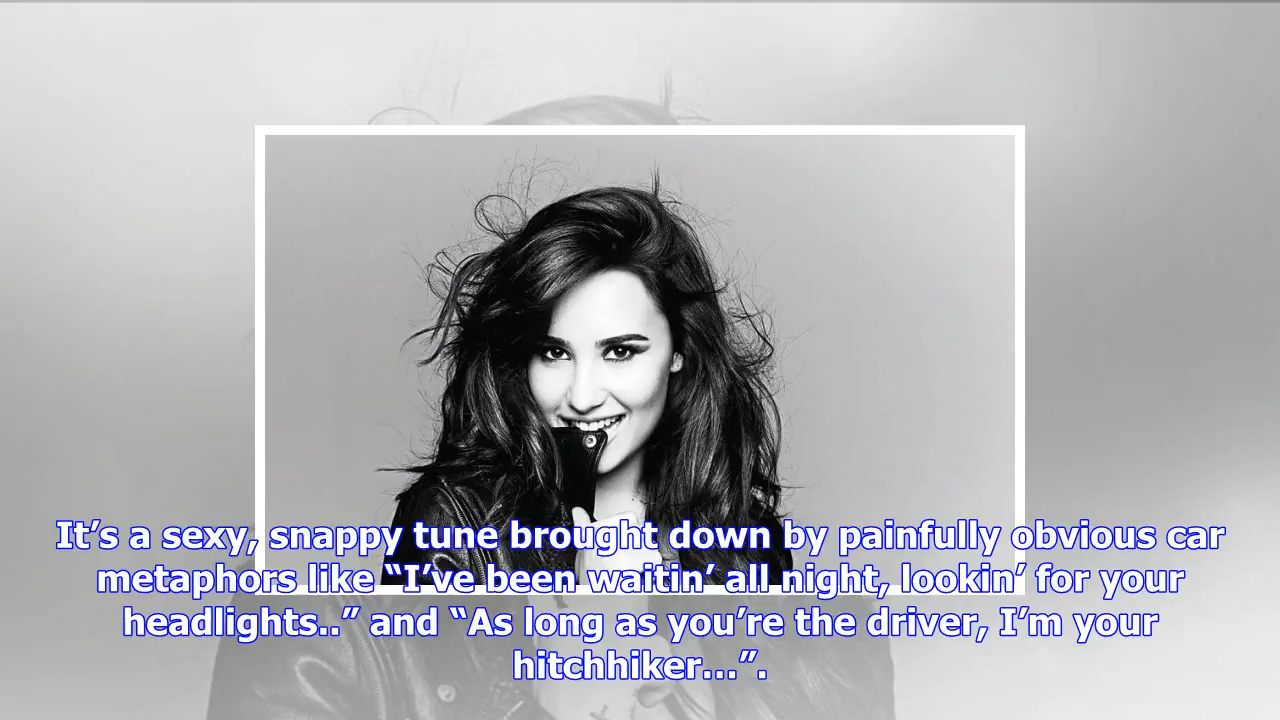 It’s a sexy, snappy tune brought down by painfully obvious car
metaphors like “I’ve been waitin’ all night, lookin’ for your
headlights..” and “As long as you’re the driver, I’m your
hitchhiker...”.